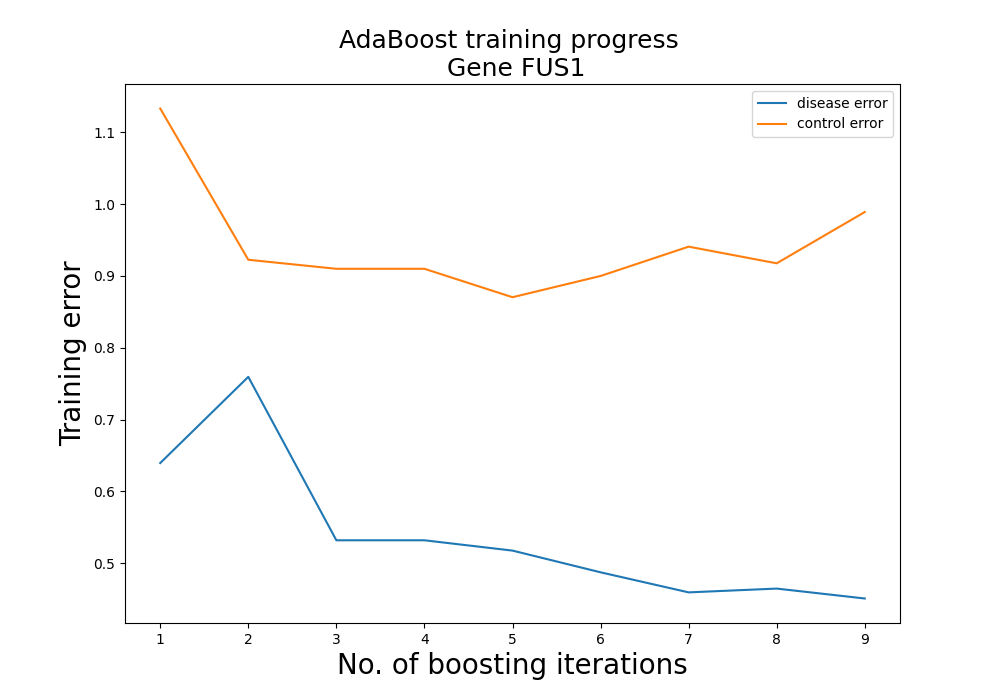 AdaBoost training progress
Gene FUS1
disease error
control error
Training error
1.1
1.0
0.9
0.8
0.7
0.6
0.5
1 2 3 4 5 6 7 8 9
No. of boosting iterations